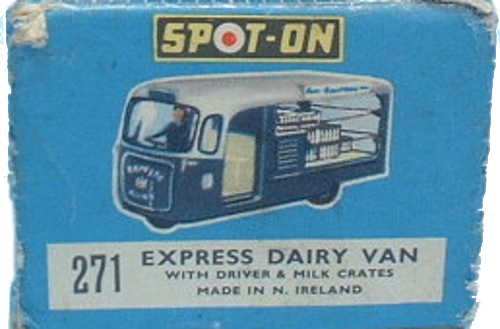 SPOT-ON
271
EXPRESS DAIRY VAN
WITH DRIVER & MILK CRATES
MADE IN N. IRELAND